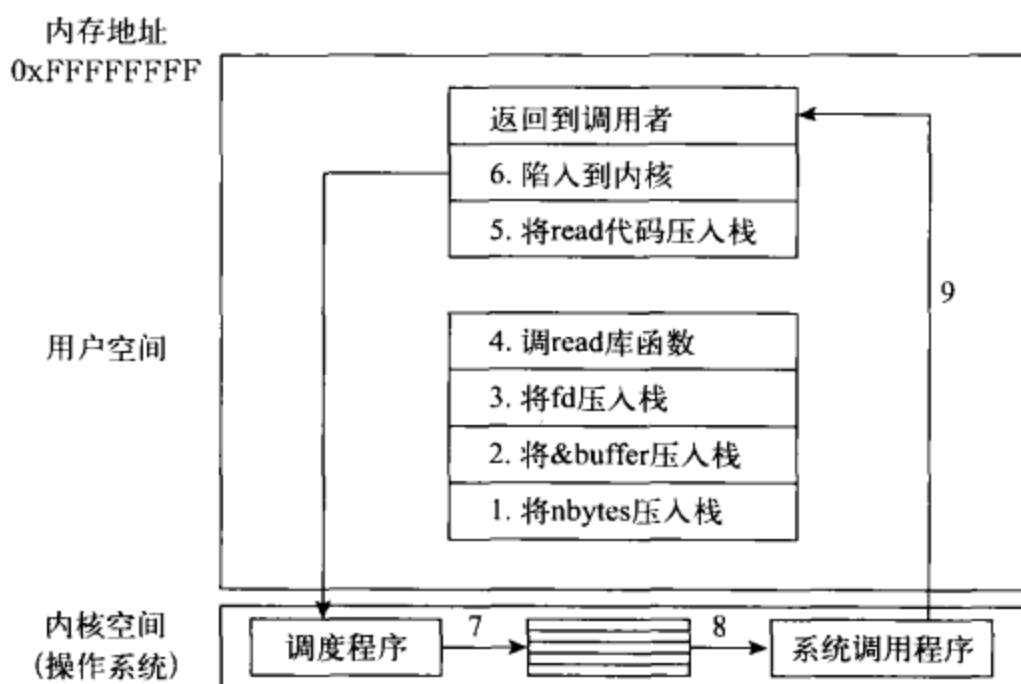 内存地址
0xFFFFFFFF
返回到调用者
6. 陷入到内核
5. 将read代码压入栈
9
用户空间
4. 调read库函数
3. 将fd压入栈
2. 将&buffer压入栈
1. 将nbytes压入栈
内核空间
(操作系统)
调度程序
7
8
系统调用程序